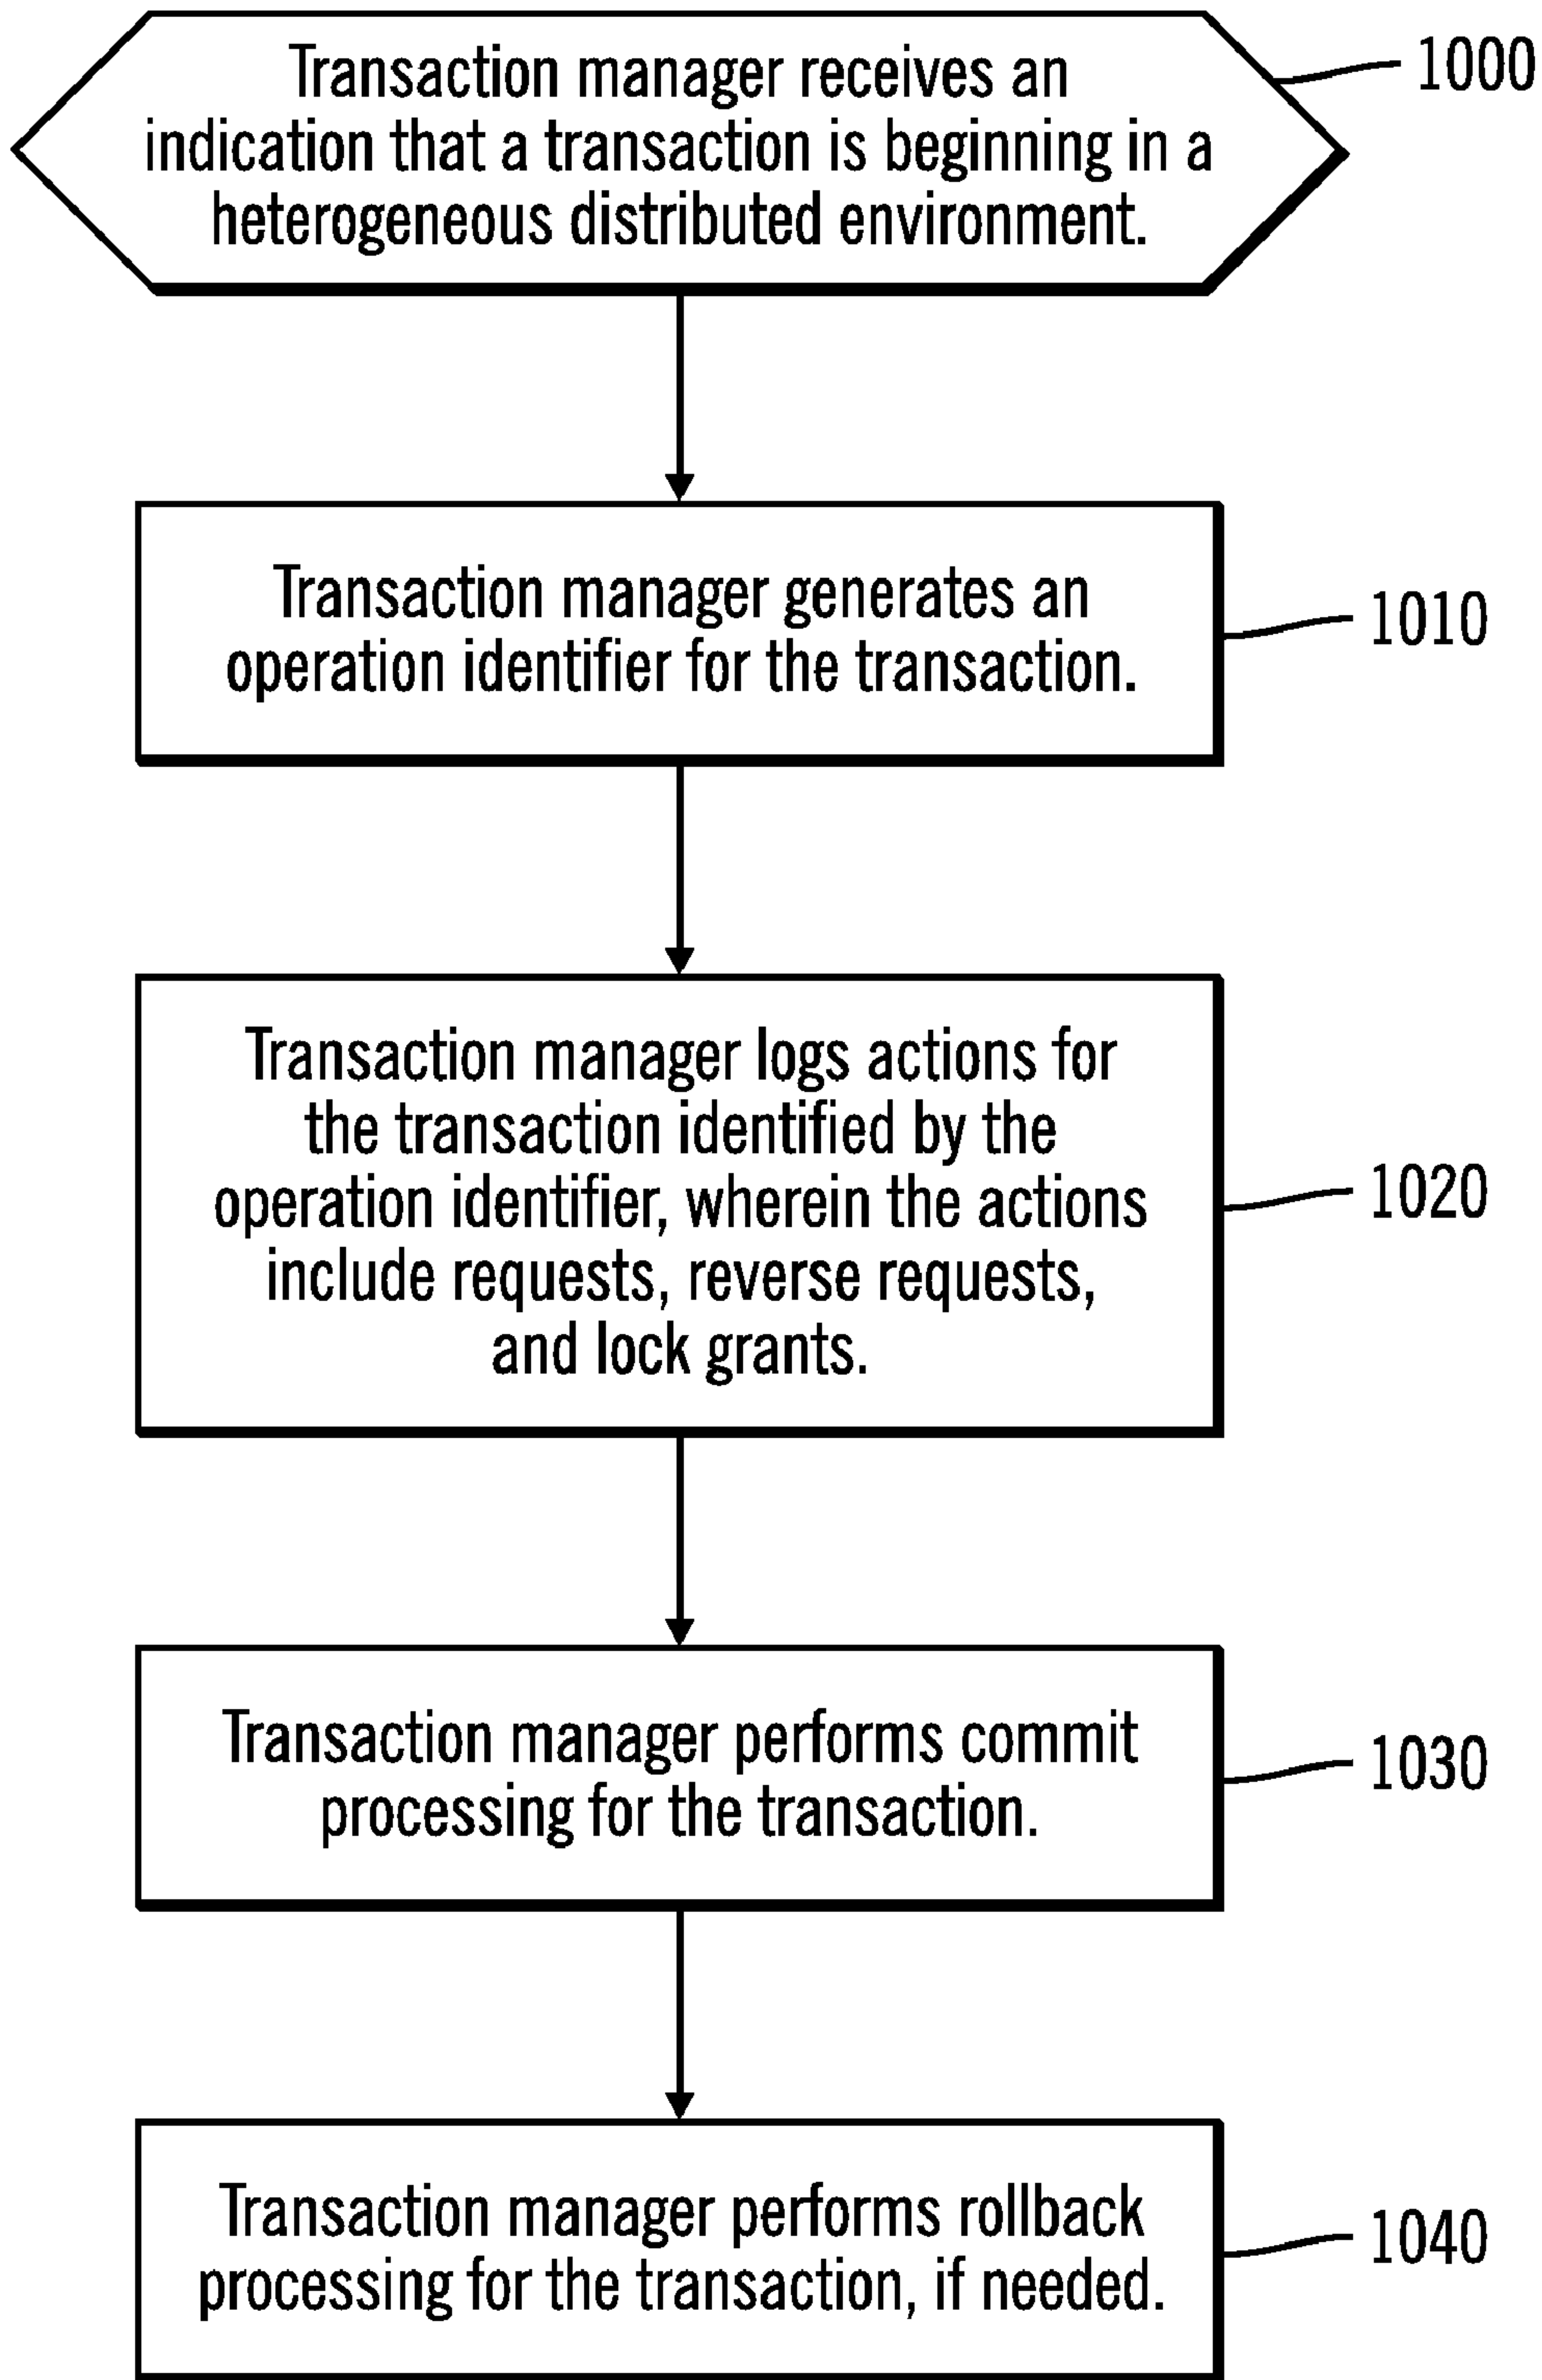 Transaction manager receives an
indication that a transaction is beginning in a
heterogeneous distributed environment.
1000
Transaction manager generates an
operation identifier for the transaction.
1010
Transaction manager logs actions for
the transaction identified by the
operation identifier, wherein the actions
include requests, reverse requests,
and lock grants.
1020
Transaction manager performs commit
processing for the transaction.
1030
Transaction manager performs rollback
processing for the transaction, if needed.
1040